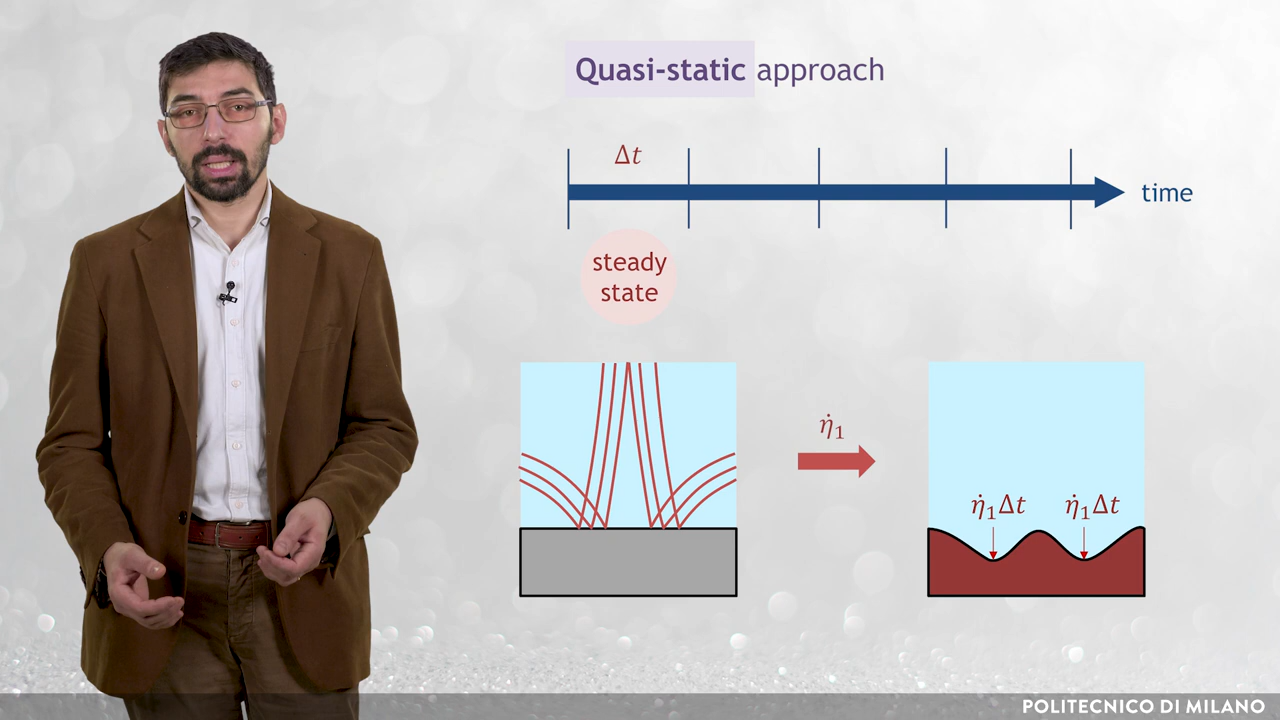 Quasi-static approach
Δt
time
steady
state
η̇₁
η̇₁Δt η̇₁Δt
POLITECNICO DI MILANO